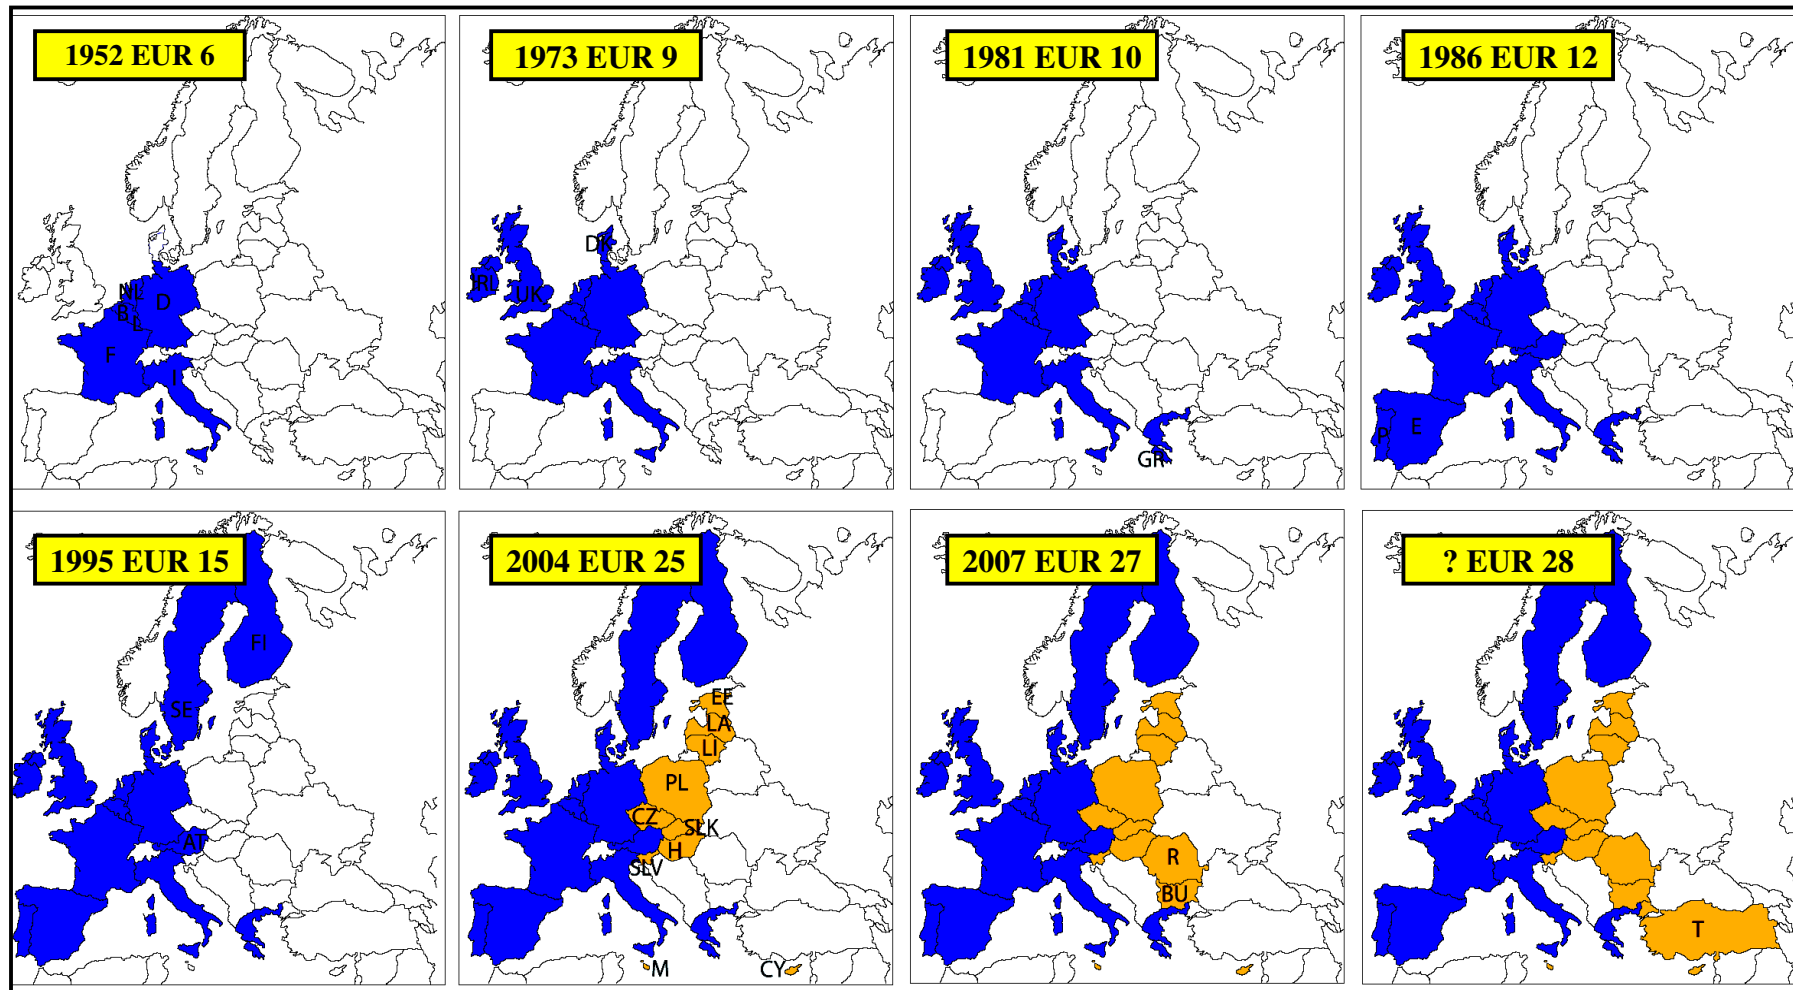 1952 EUR 6
NL
D
B
L
F
I
1973 EUR 9
DK
IRL
UK
1981 EUR 10
GR
1986 EUR 12
P
E
1995 EUR 15
FI
SE
AT
2004 EUR 25
EE
LA
LI
PL
CZ
SLK
H
SLV
M
CY
2007 EUR 27
R
BU
? EUR 28
T